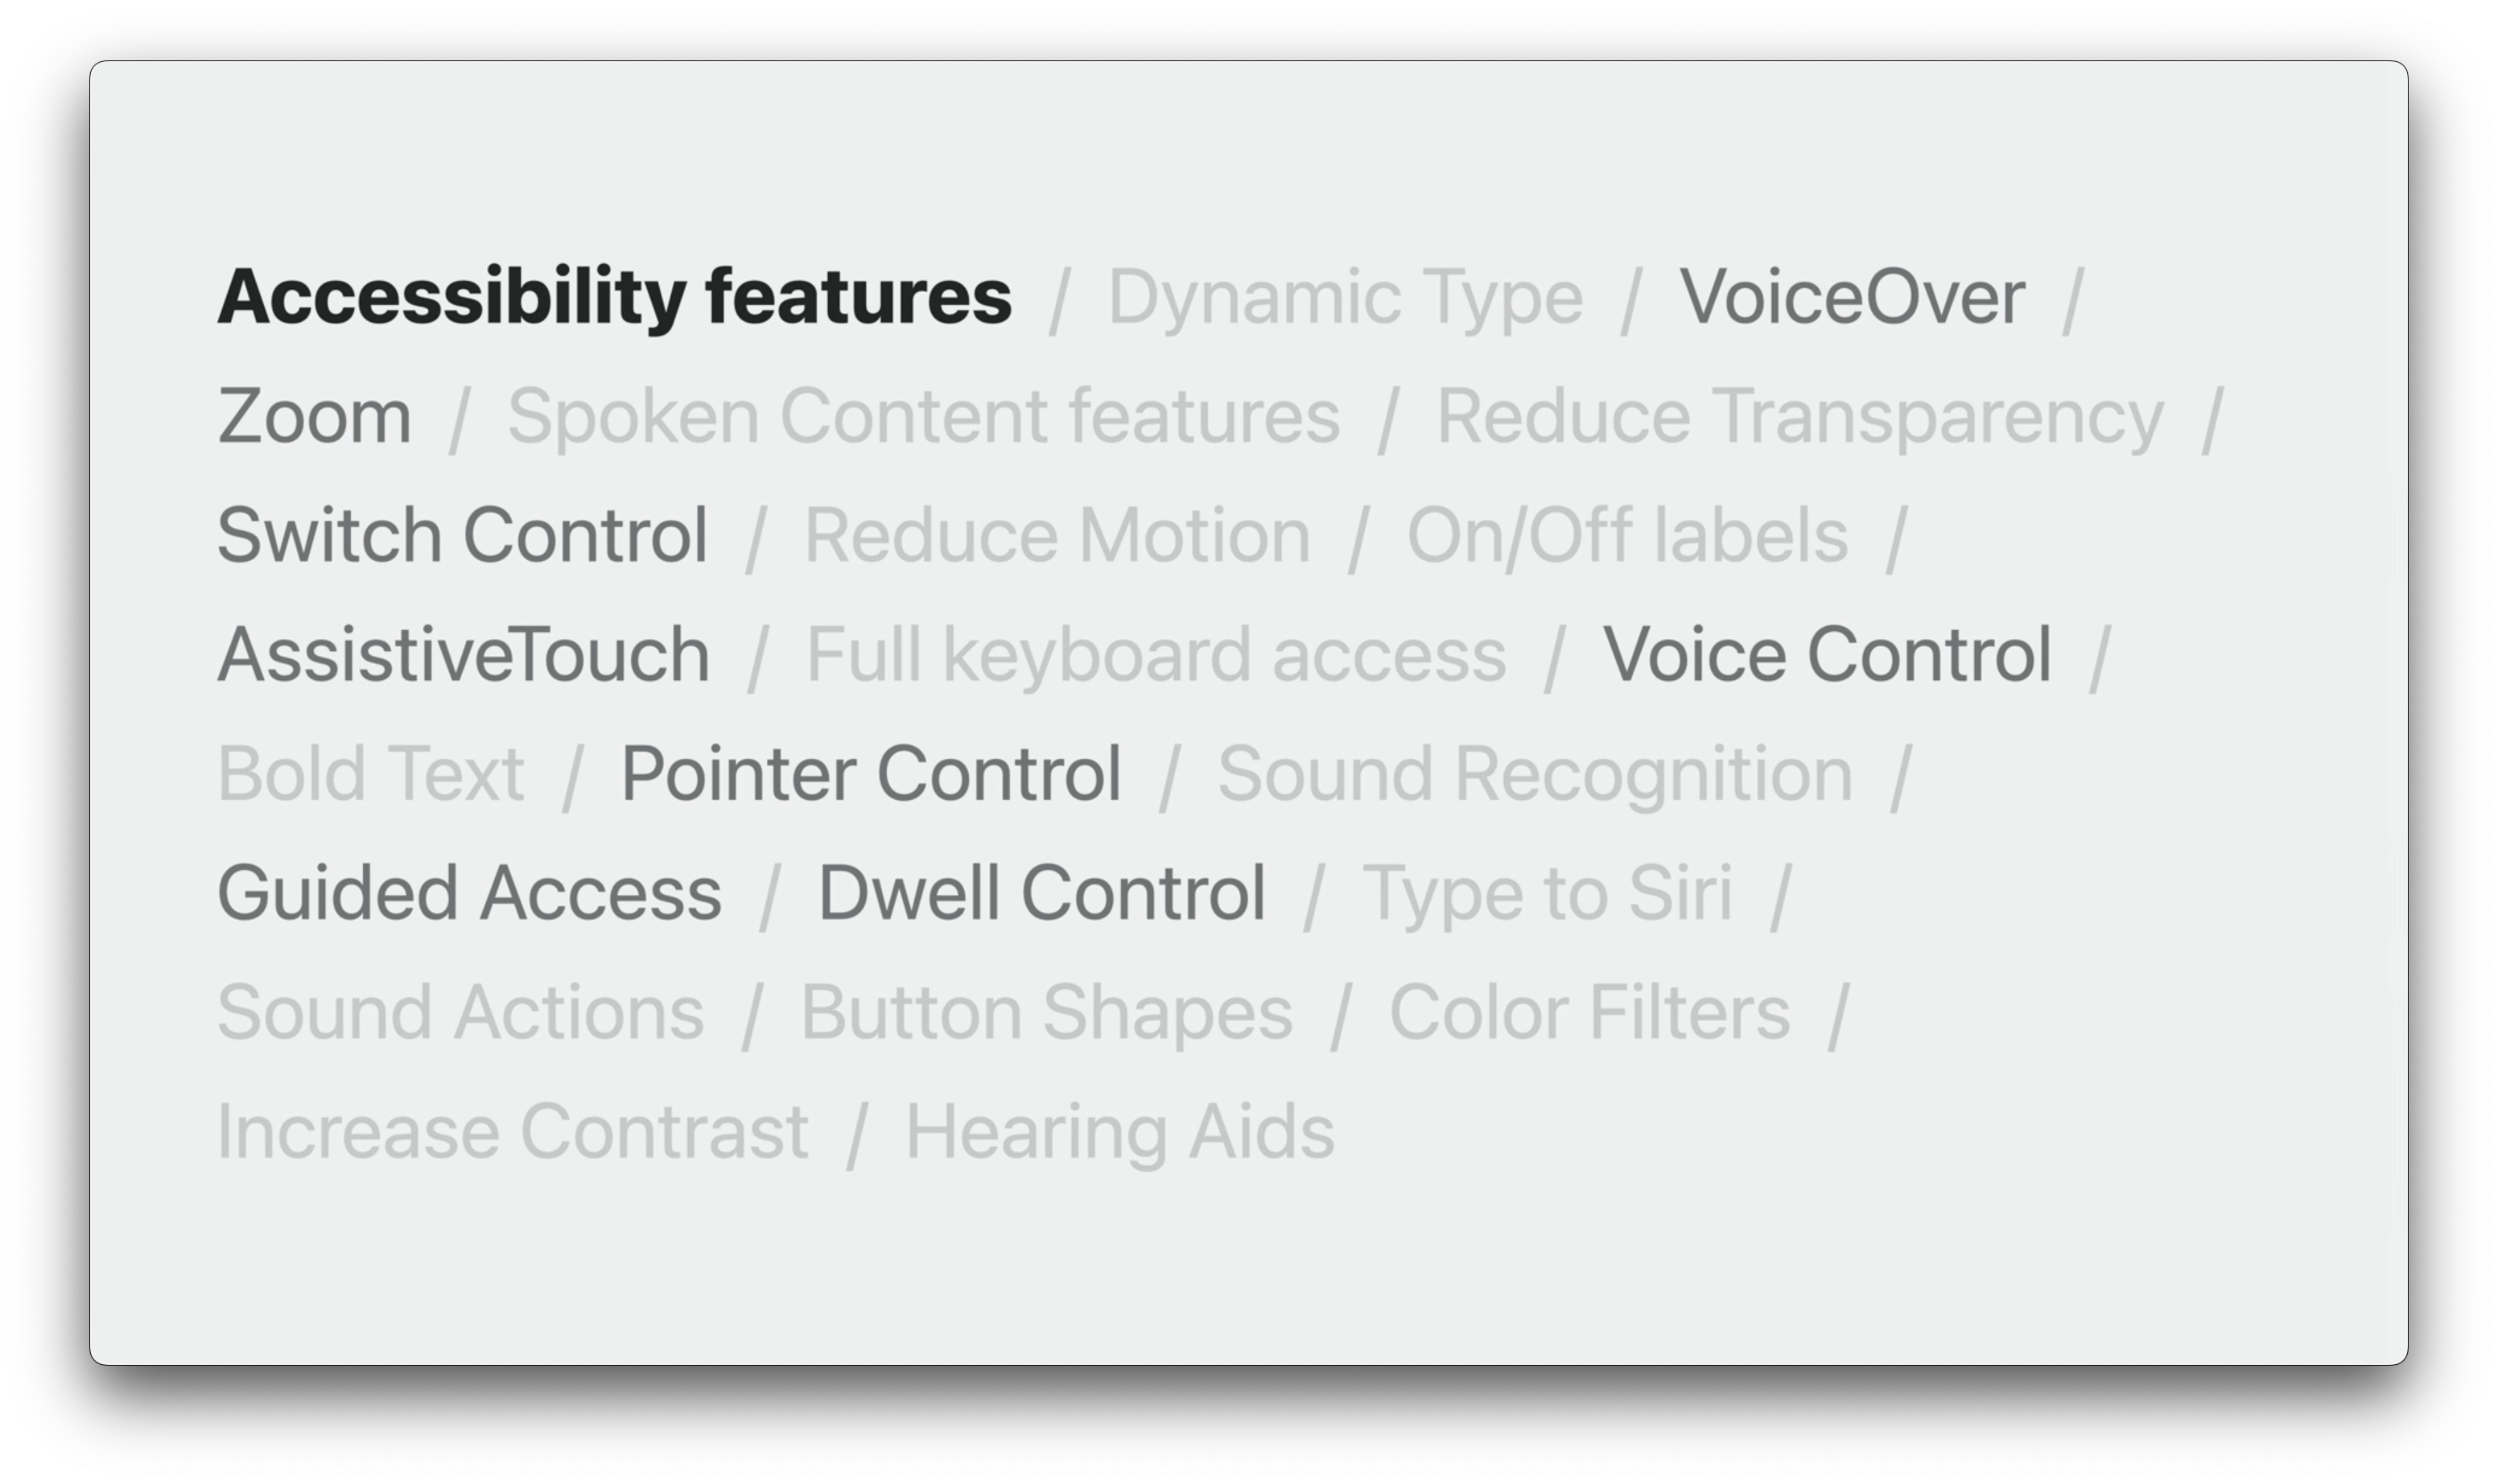 Accessibility features / Dynamic Type / VoiceOver /
Zoom / Spoken Content features / Reduce Transparency /
Switch Control / Reduce Motion / On/Off labels /
AssistiveTouch / Full keyboard access / Voice Control /
Bold Text / Pointer Control / Sound Recognition /
Guided Access / Dwell Control / Type to Siri /
Sound Actions / Button Shapes / Color Filters /
Increase Contrast / Hearing Aids